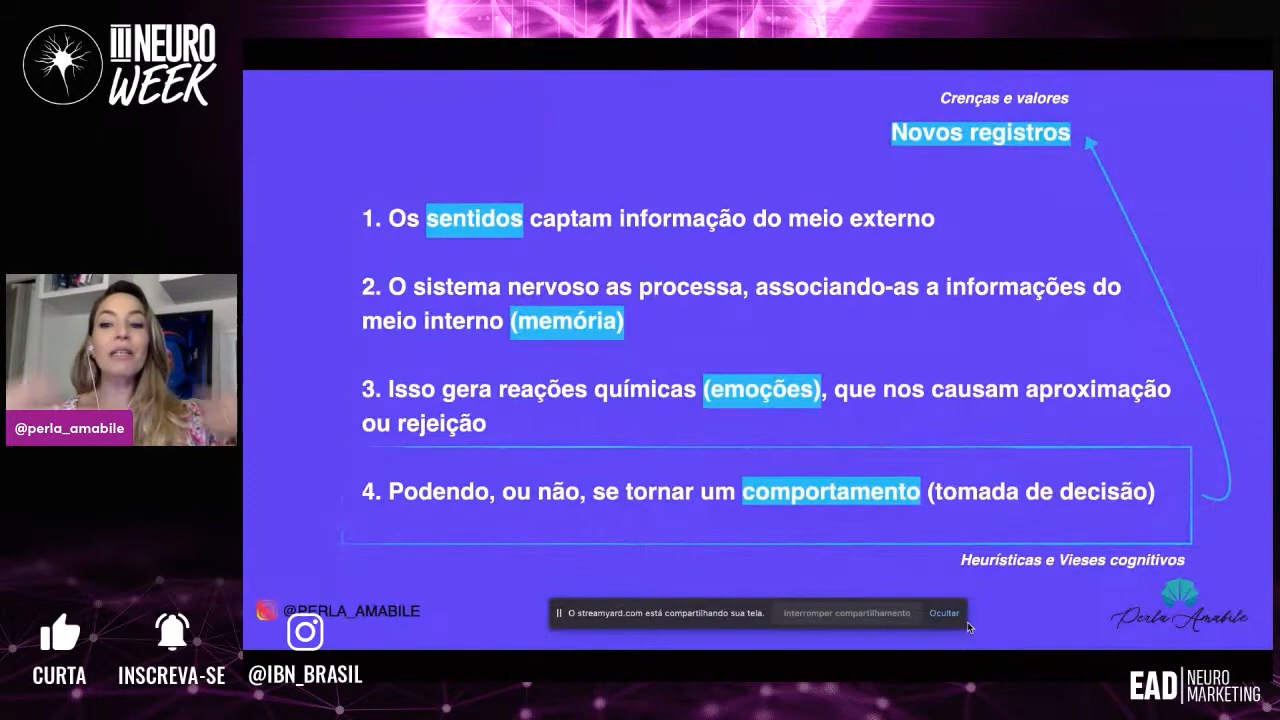 III NEURO
WEEK
Crenças e valores
Novos registros
1. Os sentidos captam informação do meio externo
2. O sistema nervoso as processa, associando-as a informações do
meio interno (memória)
3. Isso gera reações químicas (emoções), que nos causam aproximação
ou rejeição
4. Podendo, ou não, se tornar um comportamento (tomada de decisão)
Heurísticas e Vieses cognitivos
@perla_amabile
@PERLA_AMABILE
O streamyard.com está compartilhando sua tela.
Interromper compartilhamento
Ocultar
Perla Amabile
CURTA
INSCREVA-SE
@IBN_BRASIL
EAD NEURO
MARKETING